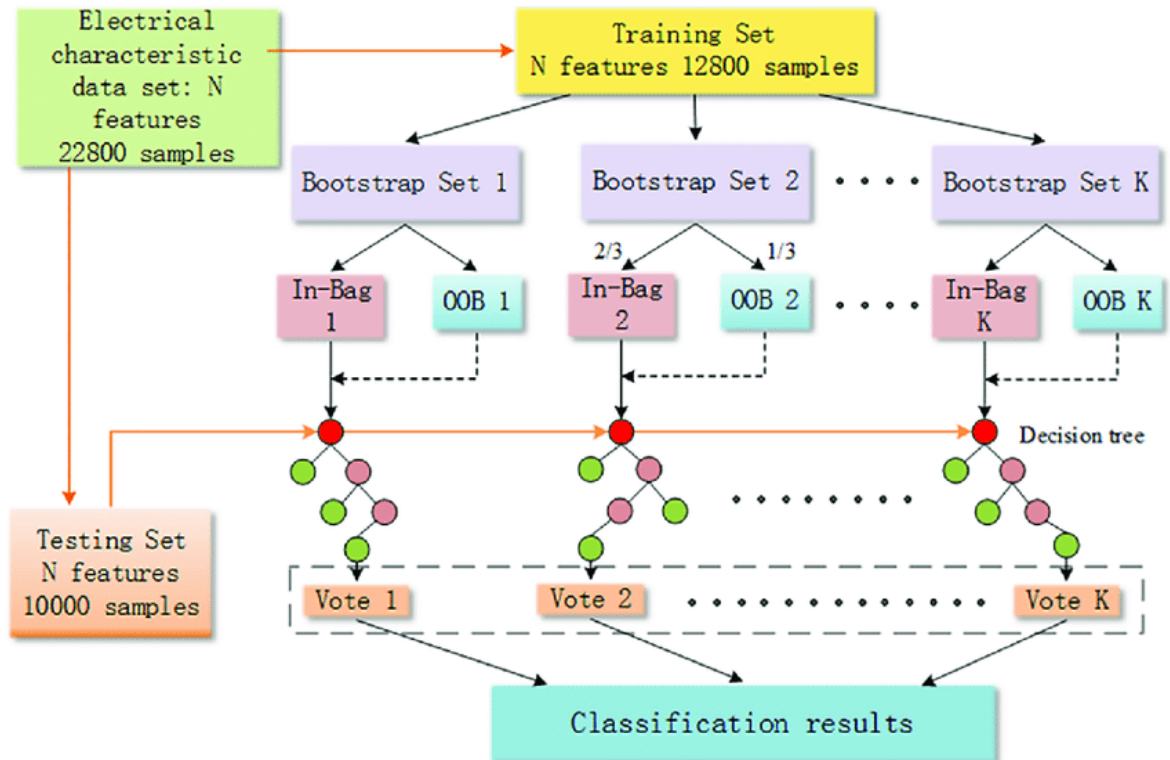 Electrical
characteristic
data set: N
features
22800 samples
Training Set
N features 12800 samples
Bootstrap Set 1
Bootstrap Set 2
Bootstrap Set K
2/3
1/3
In-Bag
1
OOB 1
In-Bag
2
OOB 2
In-Bag
K
OOB K
Decision tree
Testing Set
N features
10000 samples
Vote 1
Vote 2
Vote K
Classification results